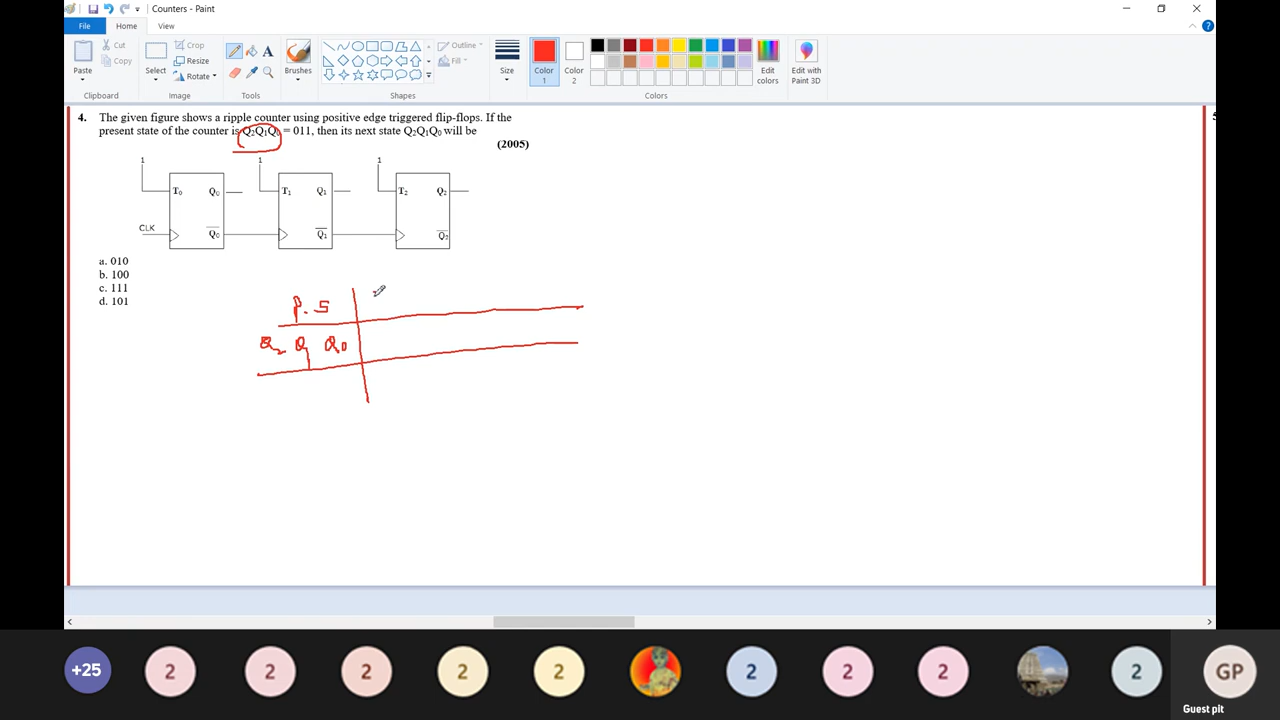 Counters - Paint
File Home View
Paste Cut Copy
Select Crop Resize Rotate
Brushes
Outline Fill
Size
Color 1 Color 2
Edit colors Edit with Paint 3D
Clipboard Image Tools Shapes Colors
4. The given figure shows a ripple counter using positive edge triggered flip-flops. If the
present state of the counter is Q₂Q₁Q₀ = 011, then its next state Q₂Q₁Q₀ will be
(2005)
1 1 1
T₀ Q₀ T₁ Q₁ T₂ Q₂
CLK Q̅₀ Q̅₁ Q̅₂
a. 010
b. 100
c. 111
d. 101
P. S
Q₂ Q₁ Q₀
+25 2 2 2 2 2 2 2 2 2 GP
Guest pit